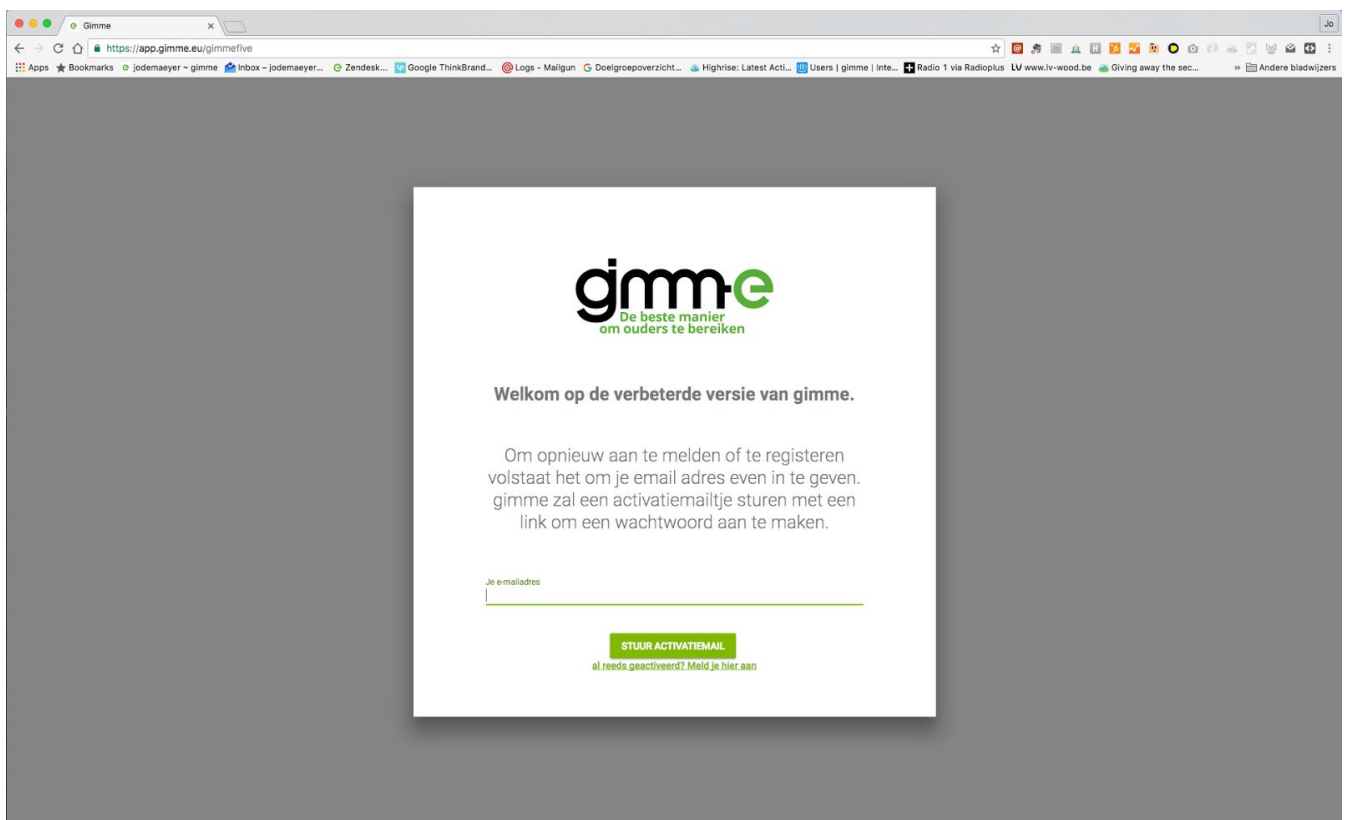 Gimme
Jo
https://app.gimme.eu/gimmefive
Apps Bookmarks jodemaeyer ~ gimme Inbox – jodemaeyer... Zendesk... Google ThinkBrand... Logs - Mailgun Doelgroepoverzicht... Highrise: Latest Acti... Users | gimme | Inte... Radio 1 via Radioplus LV www.lv-wood.be Giving away the sec... » Andere bladwijzers
gimm-e
De beste manier
om ouders te bereiken
Welkom op de verbeterde versie van gimme.
Om opnieuw aan te melden of te registeren
volstaat het om je email adres even in te geven.
gimme zal een activatiemailtje sturen met een
link om een wachtwoord aan te maken.
Je e-mailadres
STUUR ACTIVATIEMAIL
al reeds geactiveerd? Meld je hier aan